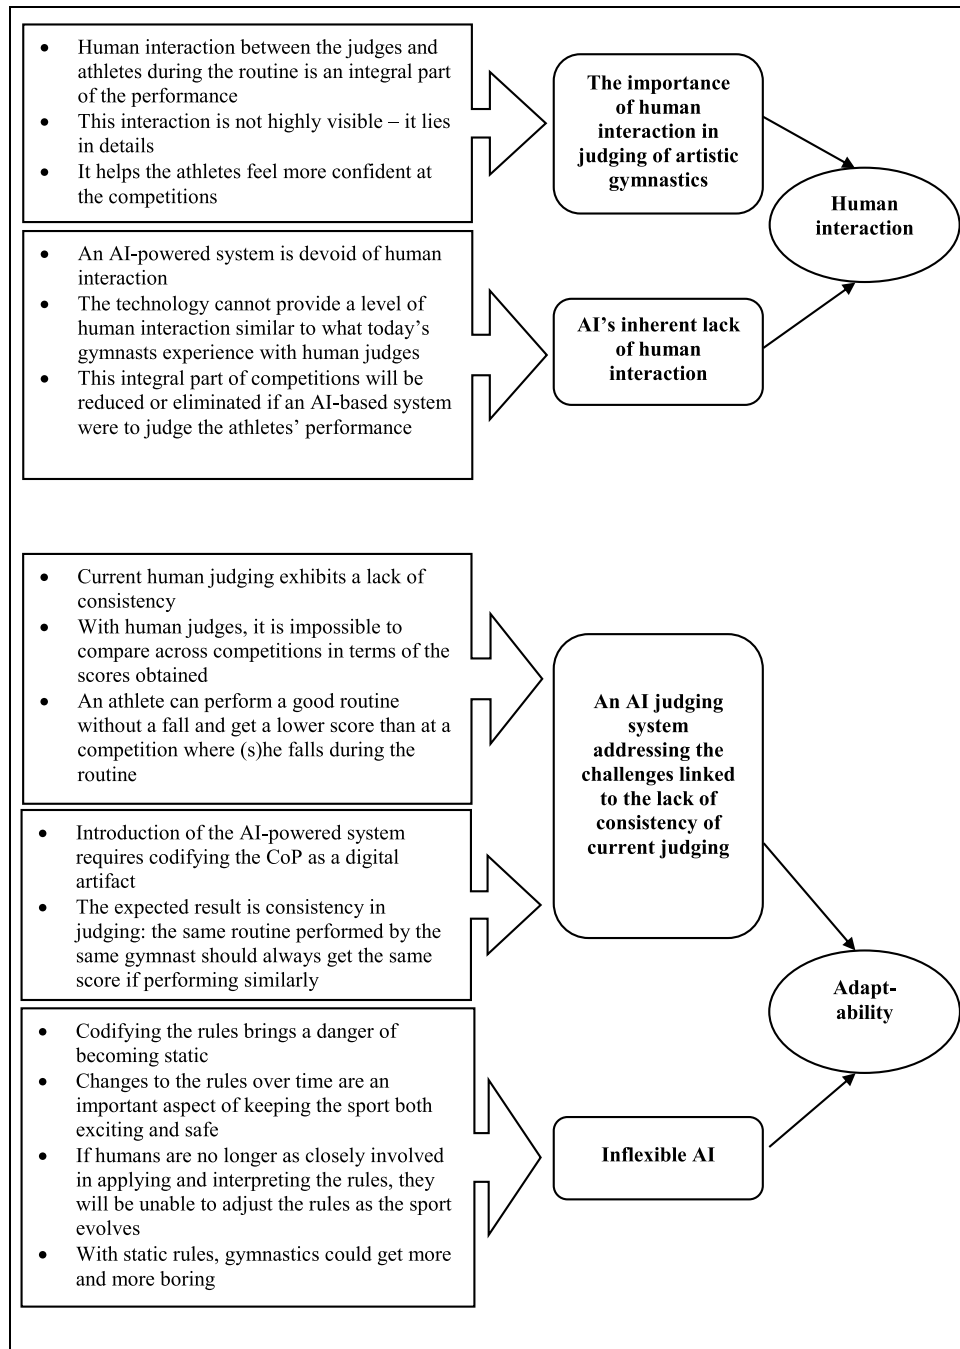 • Human interaction between the judges and
athletes during the routine is an integral part
of the performance
• This interaction is not highly visible – it lies
in details
• It helps the athletes feel more confident at
the competitions
The importance
of human
interaction in
judging of artistic
gymnastics
Human
interaction
• An AI-powered system is devoid of human
interaction
• The technology cannot provide a level of
human interaction similar to what today's
gymnasts experience with human judges
• This integral part of competitions will be
reduced or eliminated if an AI-based system
were to judge the athletes' performance
AI's inherent lack
of human
interaction
• Current human judging exhibits a lack of
consistency
• With human judges, it is impossible to
compare across competitions in terms of the
scores obtained
• An athlete can perform a good routine
without a fall and get a lower score than at a
competition where (s)he falls during the
routine
An AI judging
system
addressing the
challenges linked
to the lack of
consistency of
current judging
• Introduction of the AI-powered system
requires codifying the CoP as a digital
artifact
• The expected result is consistency in
judging: the same routine performed by the
same gymnast should always get the same
score if performing similarly
Adapt-
ability
• Codifying the rules brings a danger of
becoming static
• Changes to the rules over time are an
important aspect of keeping the sport both
exciting and safe
• If humans are no longer as closely involved
in applying and interpreting the rules, they
will be unable to adjust the rules as the sport
evolves
• With static rules, gymnastics could get more
and more boring
Inflexible AI